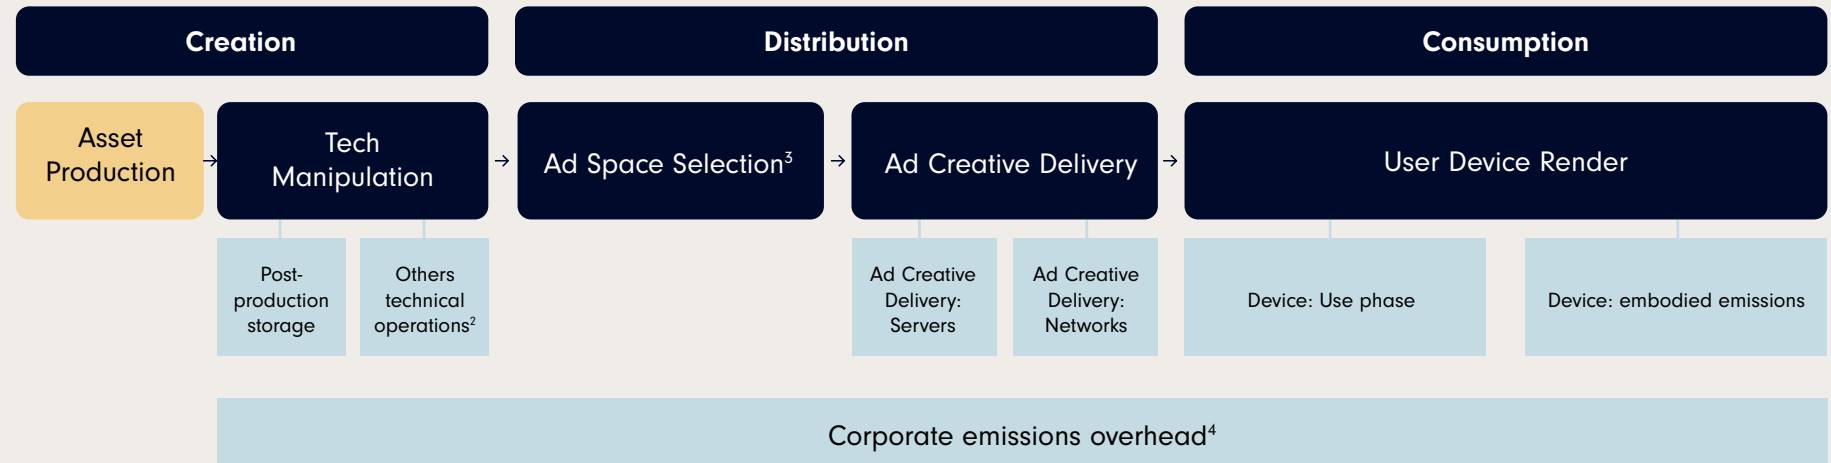 Creation
Distribution
Consumption
Asset
Production
→
Tech
Manipulation
→
Ad Space Selection³
→
Ad Creative Delivery
→
User Device Render
Post-
production
storage
Others
technical
operations²
Ad Creative
Delivery:
Servers
Ad Creative
Delivery:
Networks
Device: Use phase
Device: embodied emissions
Corporate emissions overhead⁴